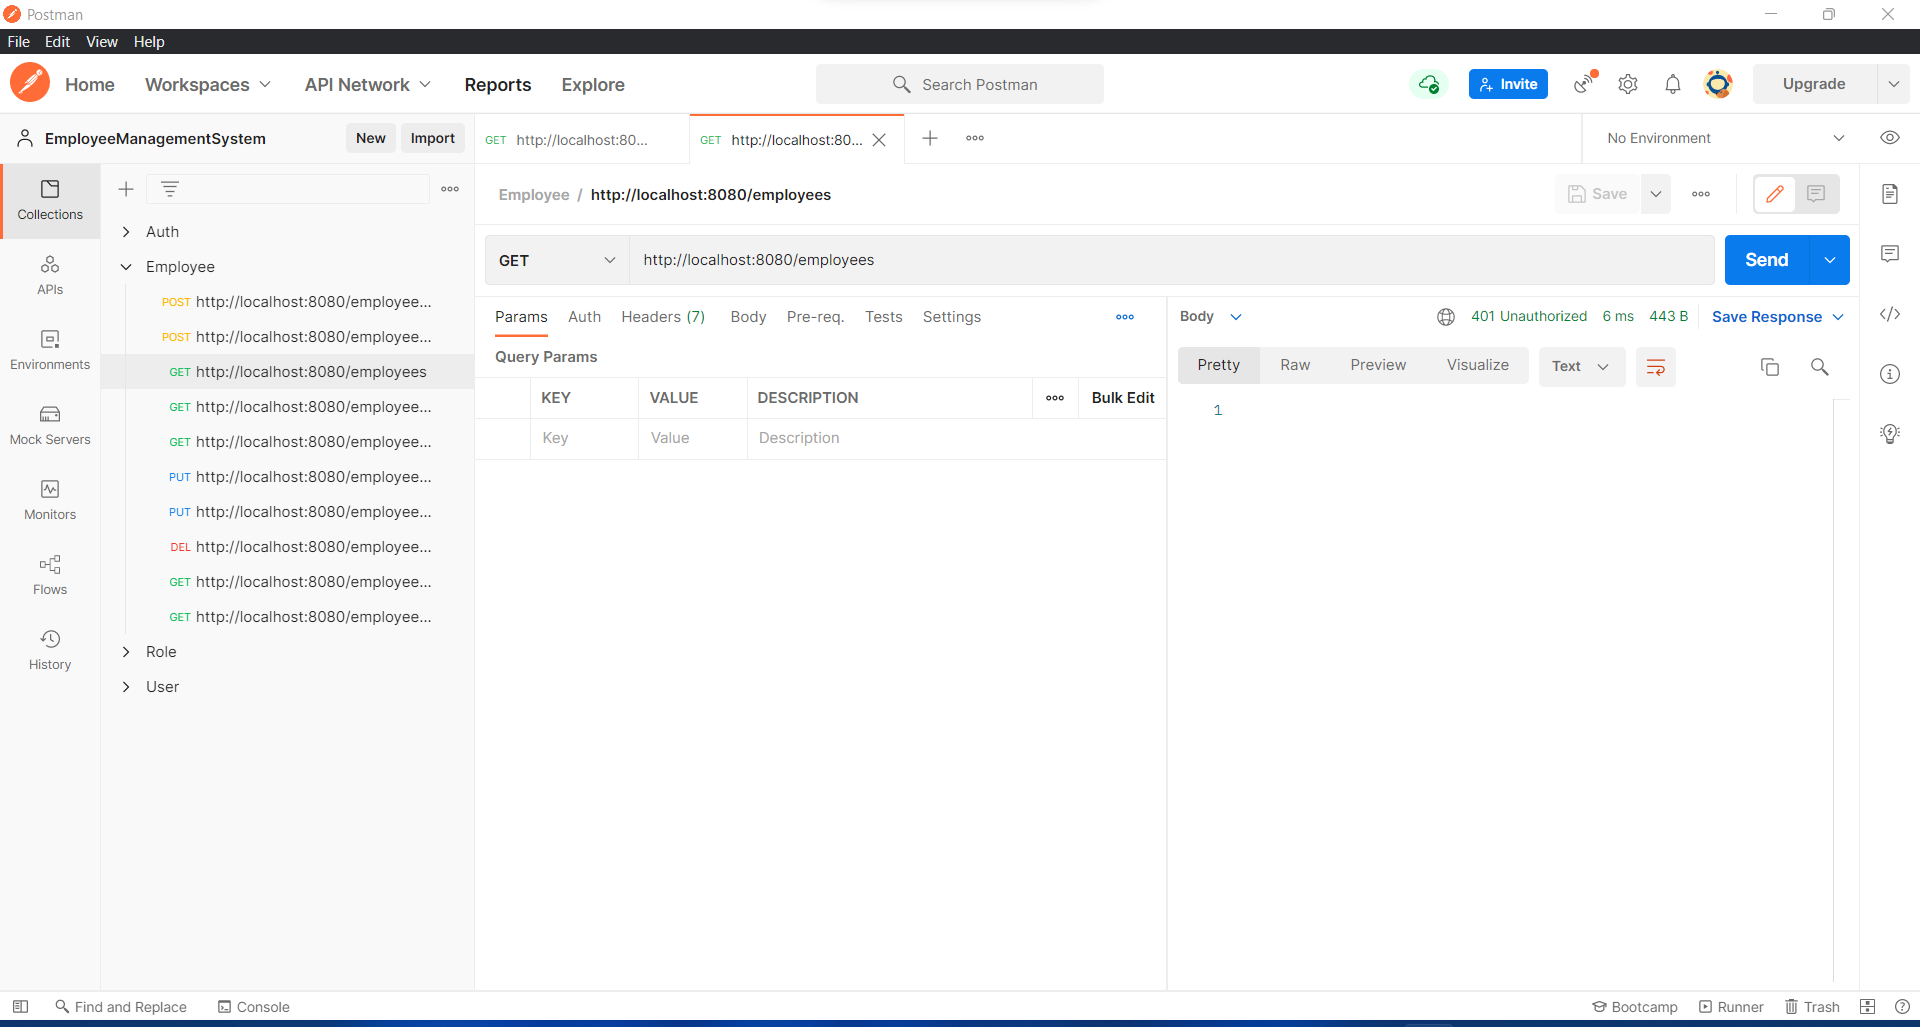 Postman
File Edit View Help
Home Workspaces API Network Reports Explore Search Postman Invite Upgrade
EmployeeManagementSystem New Import
GET http://localhost:80... GET http://localhost:80... No Environment
Collections
APIs
Environments
Mock Servers
Monitors
Flows
History
Auth
Employee
POST http://localhost:8080/employee...
POST http://localhost:8080/employee...
GET http://localhost:8080/employees
GET http://localhost:8080/employee...
GET http://localhost:8080/employee...
PUT http://localhost:8080/employee...
PUT http://localhost:8080/employee...
DEL http://localhost:8080/employee...
GET http://localhost:8080/employee...
GET http://localhost:8080/employee...
Role
User
Employee / http://localhost:8080/employees Save
GET http://localhost:8080/employees Send
Params Auth Headers (7) Body Pre-req. Tests Settings
Query Params
KEY VALUE DESCRIPTION Bulk Edit
Key Value Description
Body 401 Unauthorized 6 ms 443 B Save Response
Pretty Raw Preview Visualize Text
1
Find and Replace Console Bootcamp Runner Trash